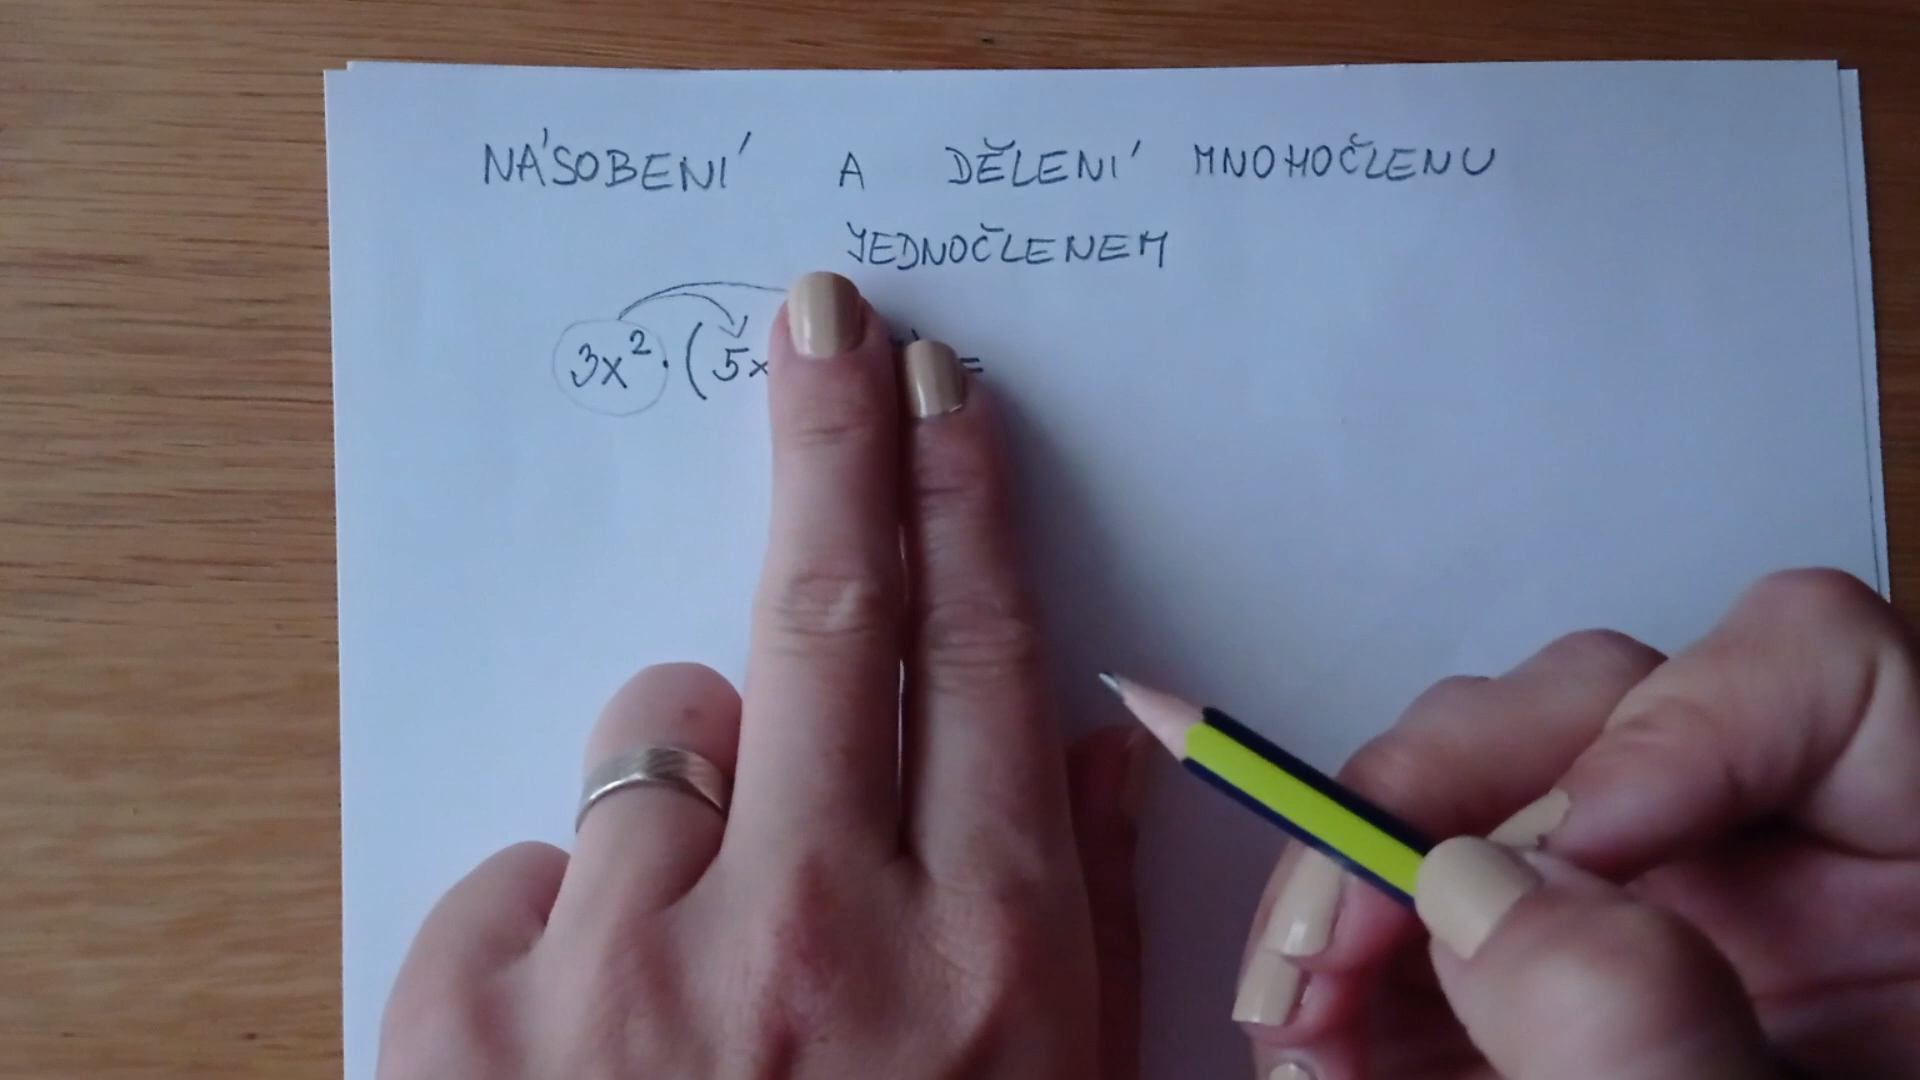 NÁSOBENÍ A DĚLENÍ MNOHOČLENU
JEDNOČLENEM
3x² · (5x =